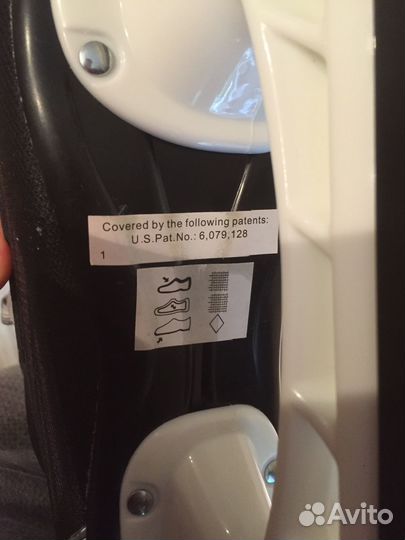 Covered by the following patents:
U.S.Pat.No.: 6,079,128
1
Avito